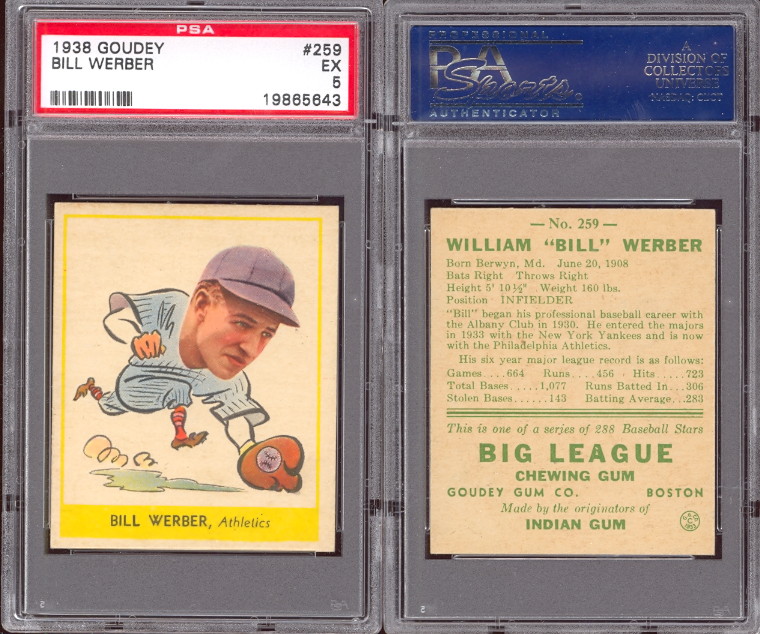 PSA
1938 GOUDEY #259
BILL WERBER EX
5
19865643
BILL WERBER, Athletics
PROFESSIONAL
PSA
Sports
AUTHENTICATOR
A
DIVISION OF
COLLECTORS
UNIVERSE
NASDAQ: CLCT
— No. 259 —
WILLIAM "BILL" WERBER
Born Berwyn, Md. June 20, 1908
Bats Right Throws Right
Height 5' 10½" Weight 160 lbs.
Position INFIELDER
"Bill" began his professional baseball career with
the Albany Club in 1930. He entered the majors
in 1933 with the New York Yankees and is now
with the Philadelphia Athletics.
His six year major league record is as follows:
Games....664 Runs....456 Hits....723
Total Bases.....1,077 Runs Batted In...306
Stolen Bases......143 Batting Average...283
This is one of a series of 288 Baseball Stars
BIG LEAGUE
CHEWING GUM
GOUDEY GUM CO. BOSTON
Made by the originators of
INDIAN GUM